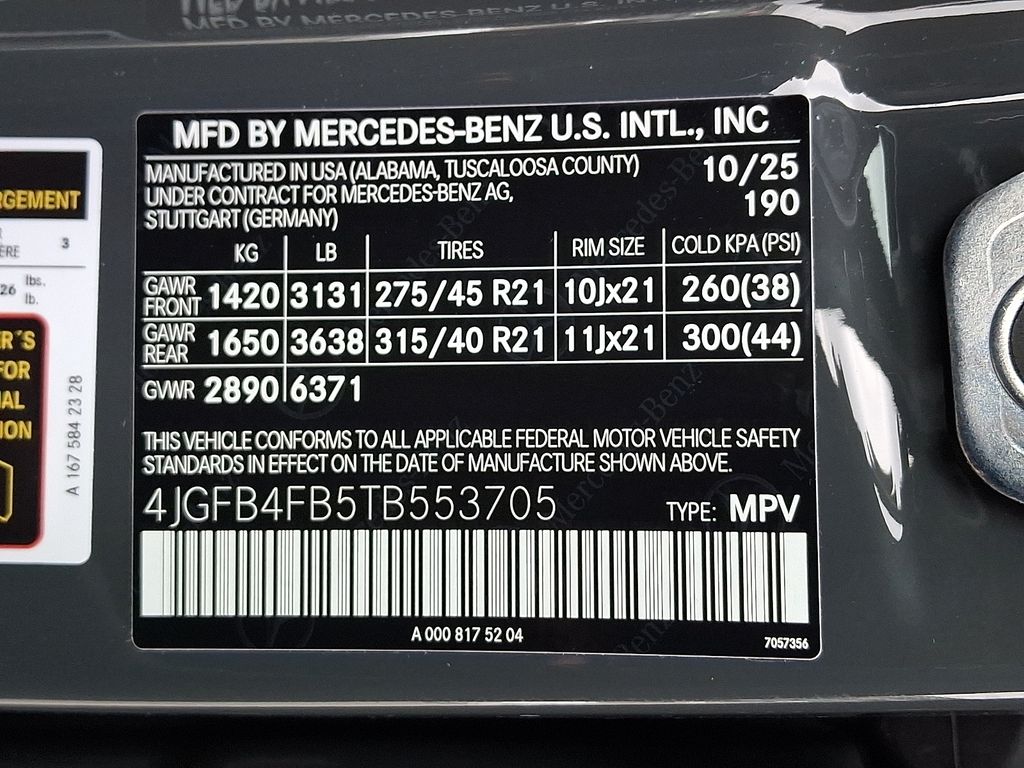 MFD BY MERCEDES-BENZ U.S. INTL., INC
MANUFACTURED IN USA (ALABAMA, TUSCALOOSA COUNTY) 10/25
UNDER CONTRACT FOR MERCEDES-BENZ AG, 190
STUTTGART (GERMANY)
KG LB TIRES RIM SIZE COLD KPA (PSI)
GAWR FRONT 1420 3131 275/45 R21 10Jx21 260(38)
GAWR REAR 1650 3638 315/40 R21 11Jx21 300(44)
GVWR 2890 6371
THIS VEHICLE CONFORMS TO ALL APPLICABLE FEDERAL MOTOR VEHICLE SAFETY
STANDARDS IN EFFECT ON THE DATE OF MANUFACTURE SHOWN ABOVE.
4JGFB4FB5TB553705 TYPE: MPV
A 000 817 52 04
7057356
3
26 lbs.
lb.
A 167 584 23 28